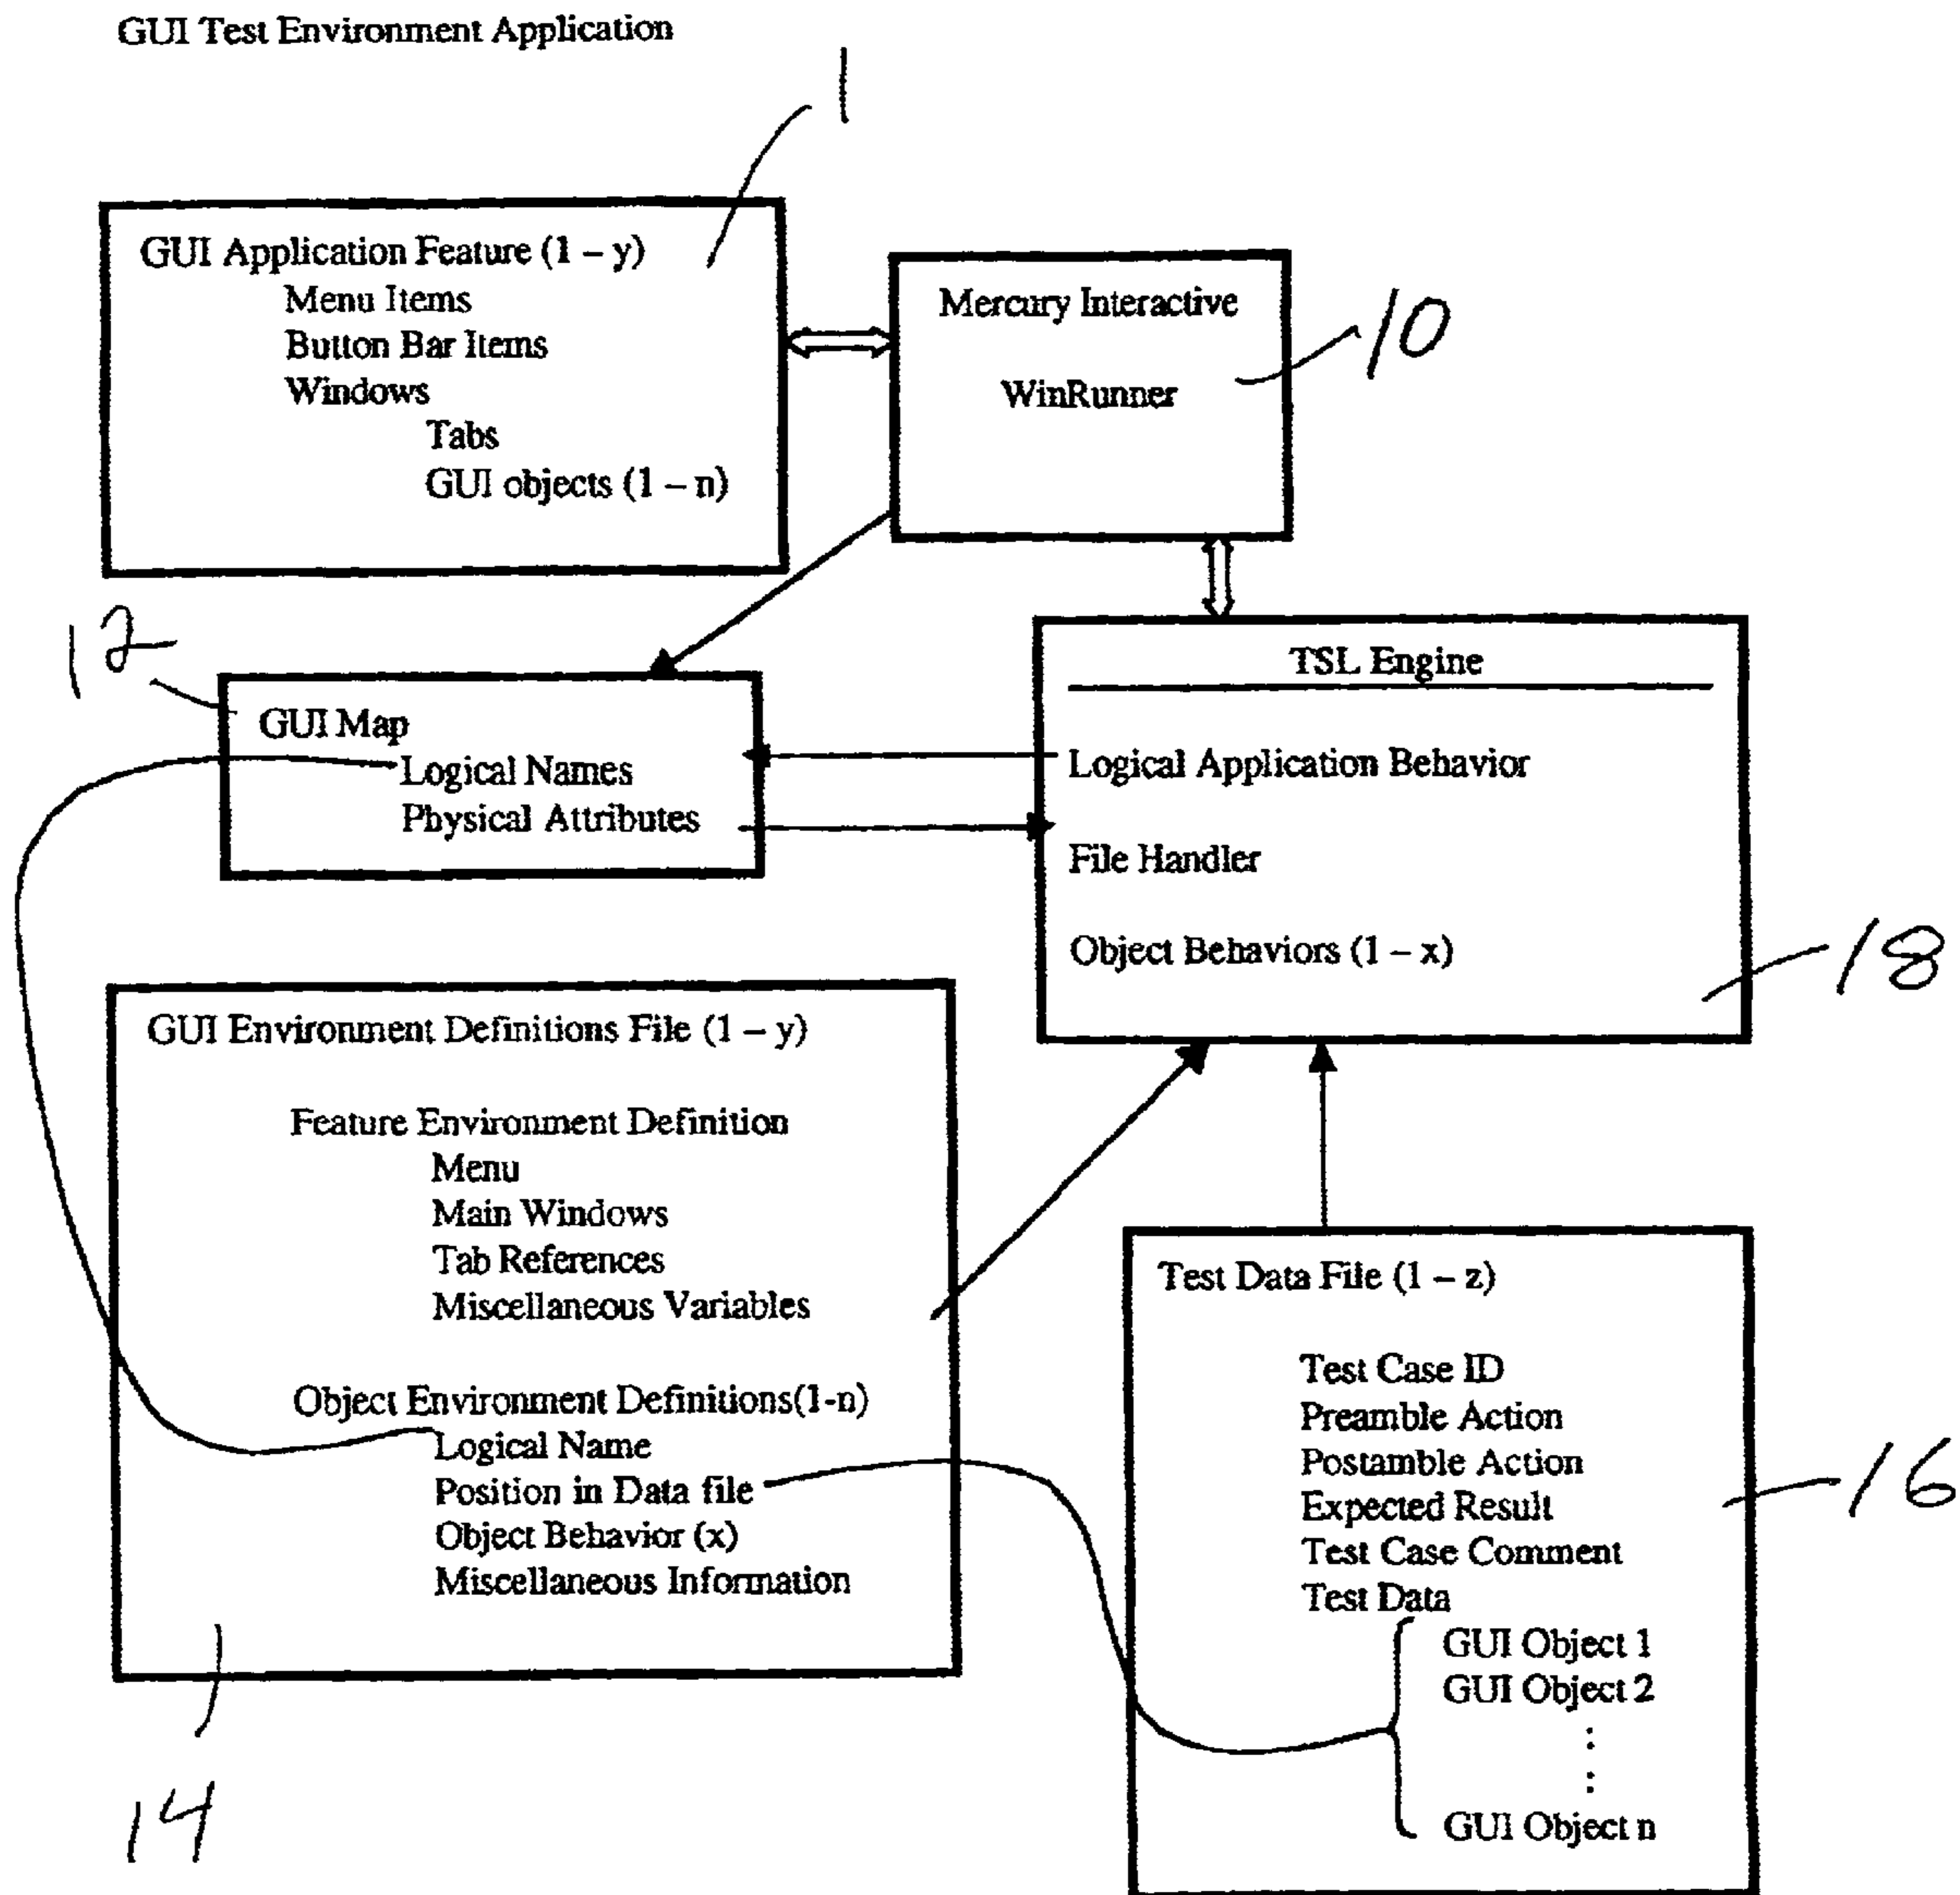 GUI Test Environment Application
1
GUI Application Feature (1 – y)
Menu Items
Button Bar Items
Windows
Tabs
GUI objects (1 – n)
Mercury Interactive
WinRunner
10
12
GUI Map
Logical Names
Physical Attributes
TSL Engine
Logical Application Behavior
File Handler
Object Behaviors (1 – x)
18
GUI Environment Definitions File (1 – y)
Feature Environment Definition
Menu
Main Windows
Tab References
Miscellaneous Variables
Object Environment Definitions(1-n)
Logical Name
Position in Data file
Object Behavior (x)
Miscellaneous Information
14
Test Data File (1 – z)
Test Case ID
Preamble Action
Postamble Action
Expected Result
Test Case Comment
Test Data
GUI Object 1
GUI Object 2
:
:
GUI Object n
16